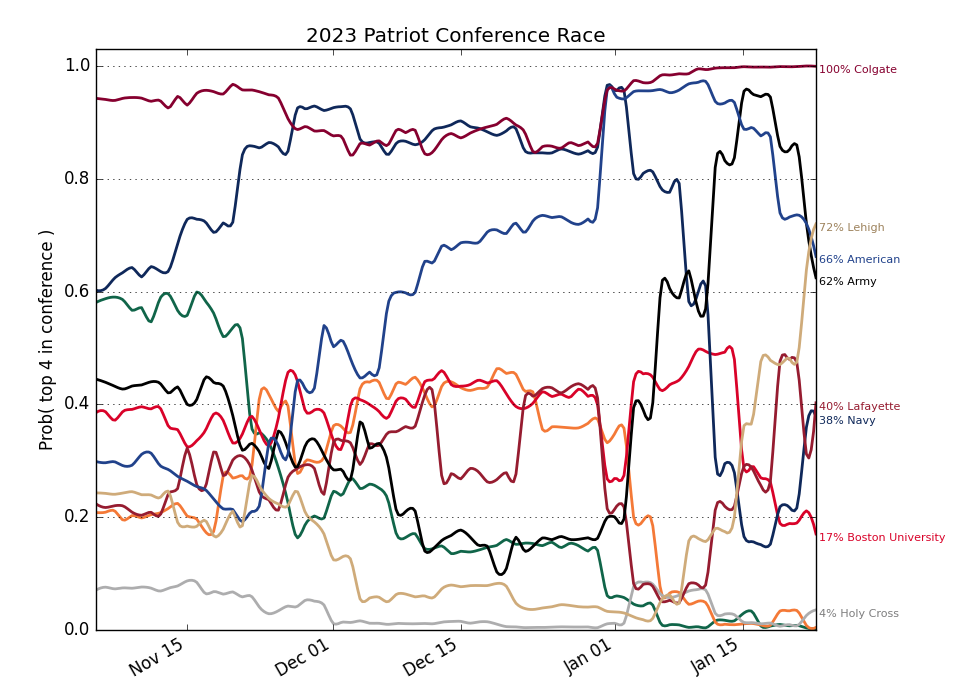 2023 Patriot Conference Race
Prob( top 4 in conference )
1.0
0.8
0.6
0.4
0.2
0.0
Nov 15
Dec 01
Dec 15
Jan 01
Jan 15
100% Colgate
72% Lehigh
66% American
62% Army
40% Lafayette
38% Navy
17% Boston University
4% Holy Cross